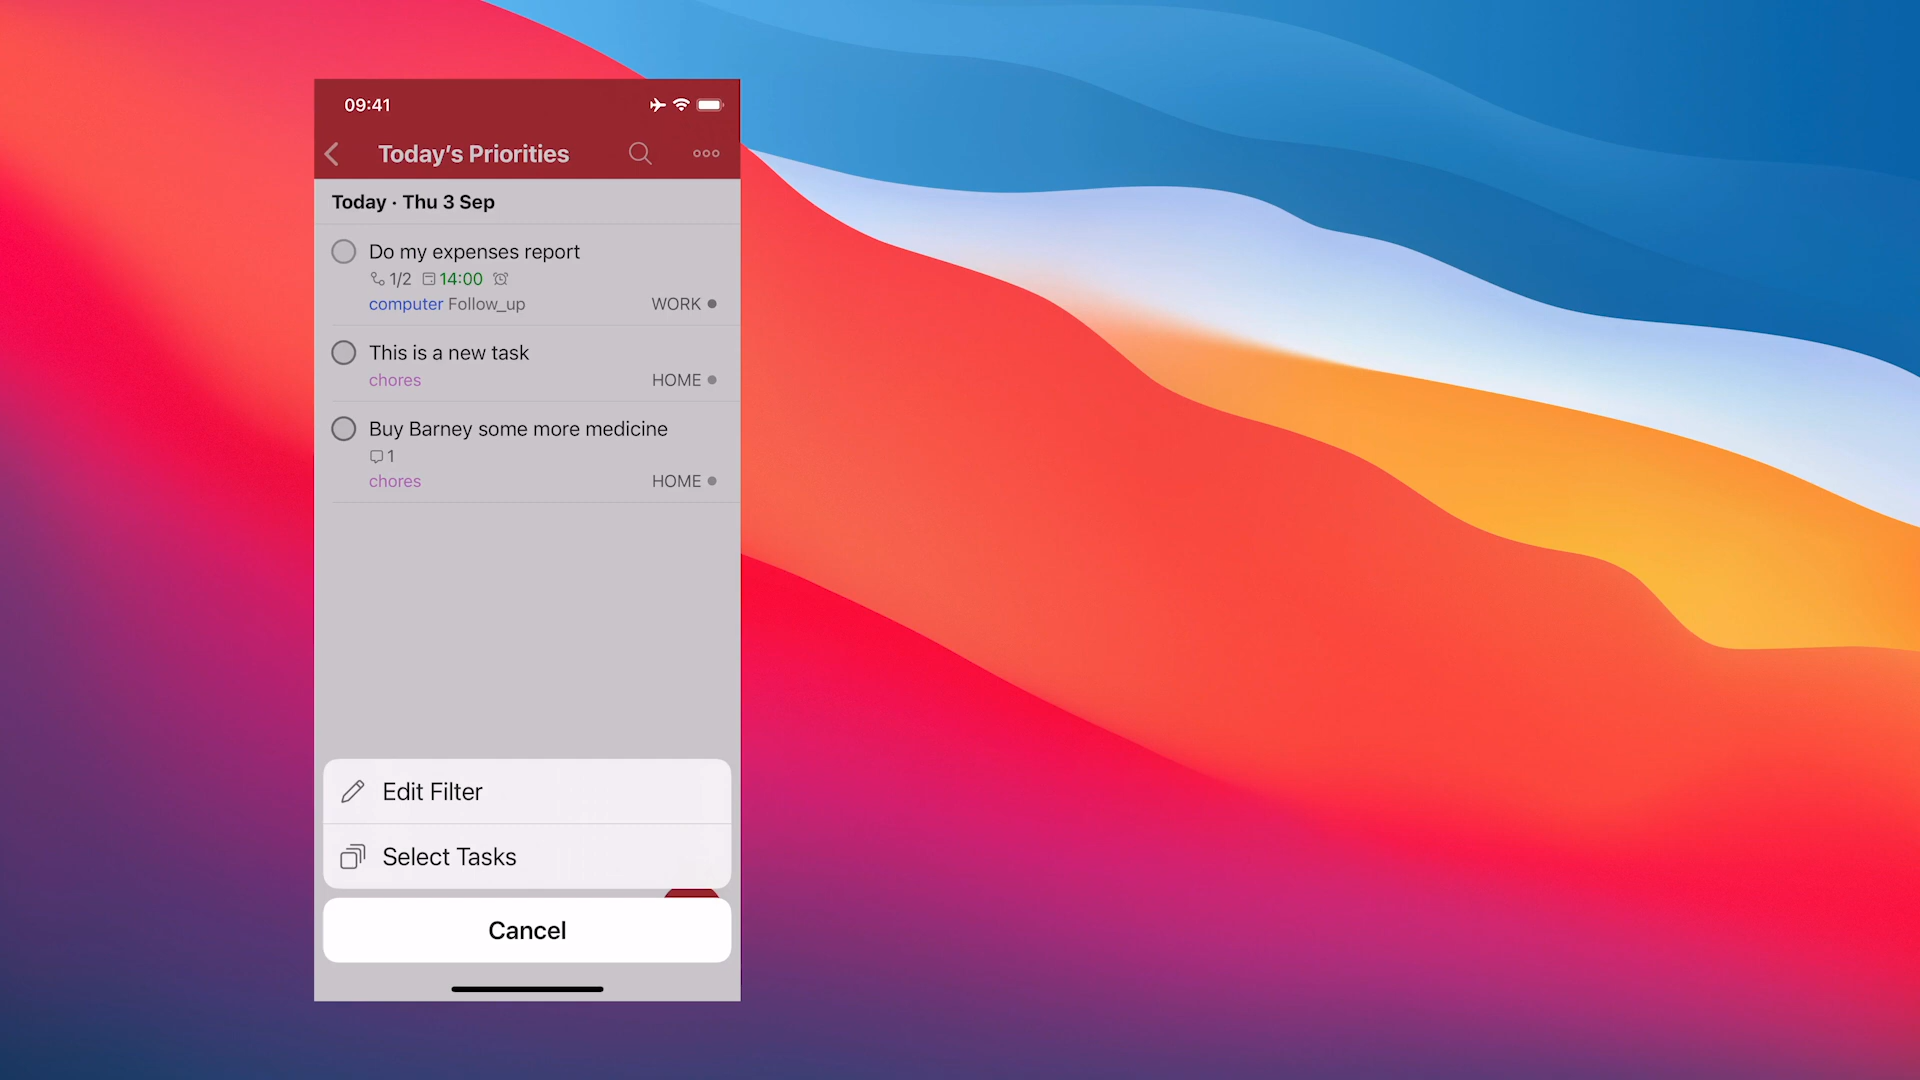 09:41
Today's Priorities
Today · Thu 3 Sep
Do my expenses report
1/2 14:00
computer Follow_up WORK
This is a new task
chores HOME
Buy Barney some more medicine
1
chores HOME
Edit Filter
Select Tasks
Cancel